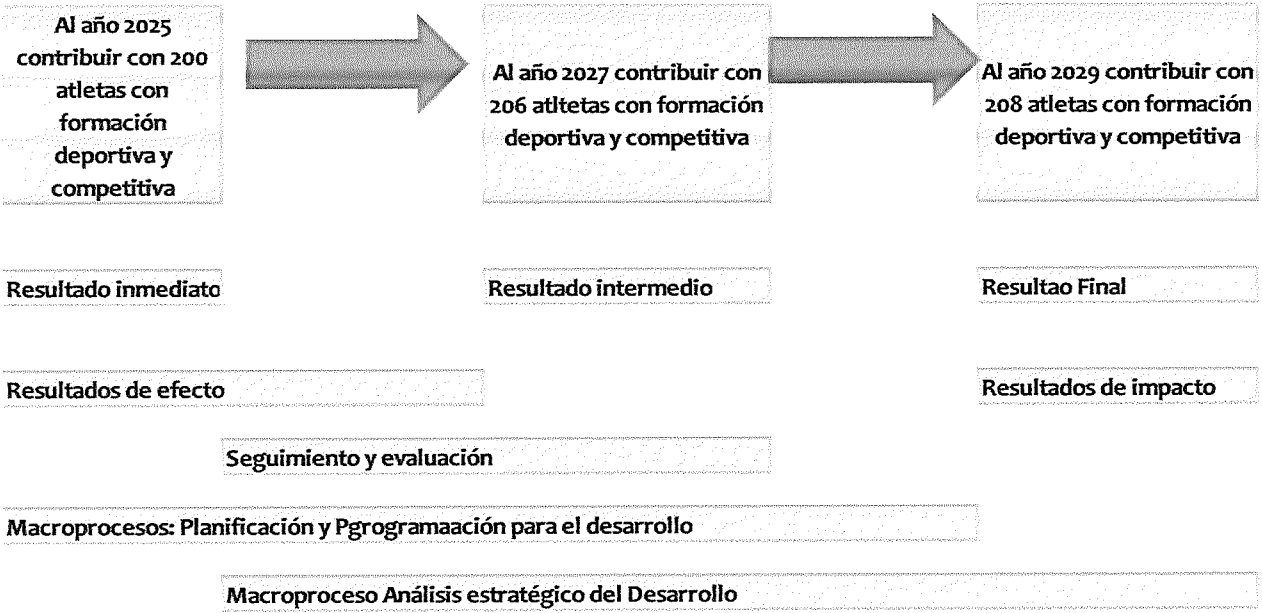 Al año 2025
contribuir con 200
atletas con
formación
deportiva y
competitiva
Al año 2027 contribuir con
206 atltetas con formación
deportiva y competitiva
Al año 2029 contribuir con
208 atletas con formación
deportiva y competitiva
Resultado inmediato
Resultado intermedio
Resultao Final
Resultados de efecto
Resultados de impacto
Seguimiento y evaluación
Macroprocesos: Planificación y Pgrogramaación para el desarrollo
Macroproceso Análisis estratégico del Desarrollo